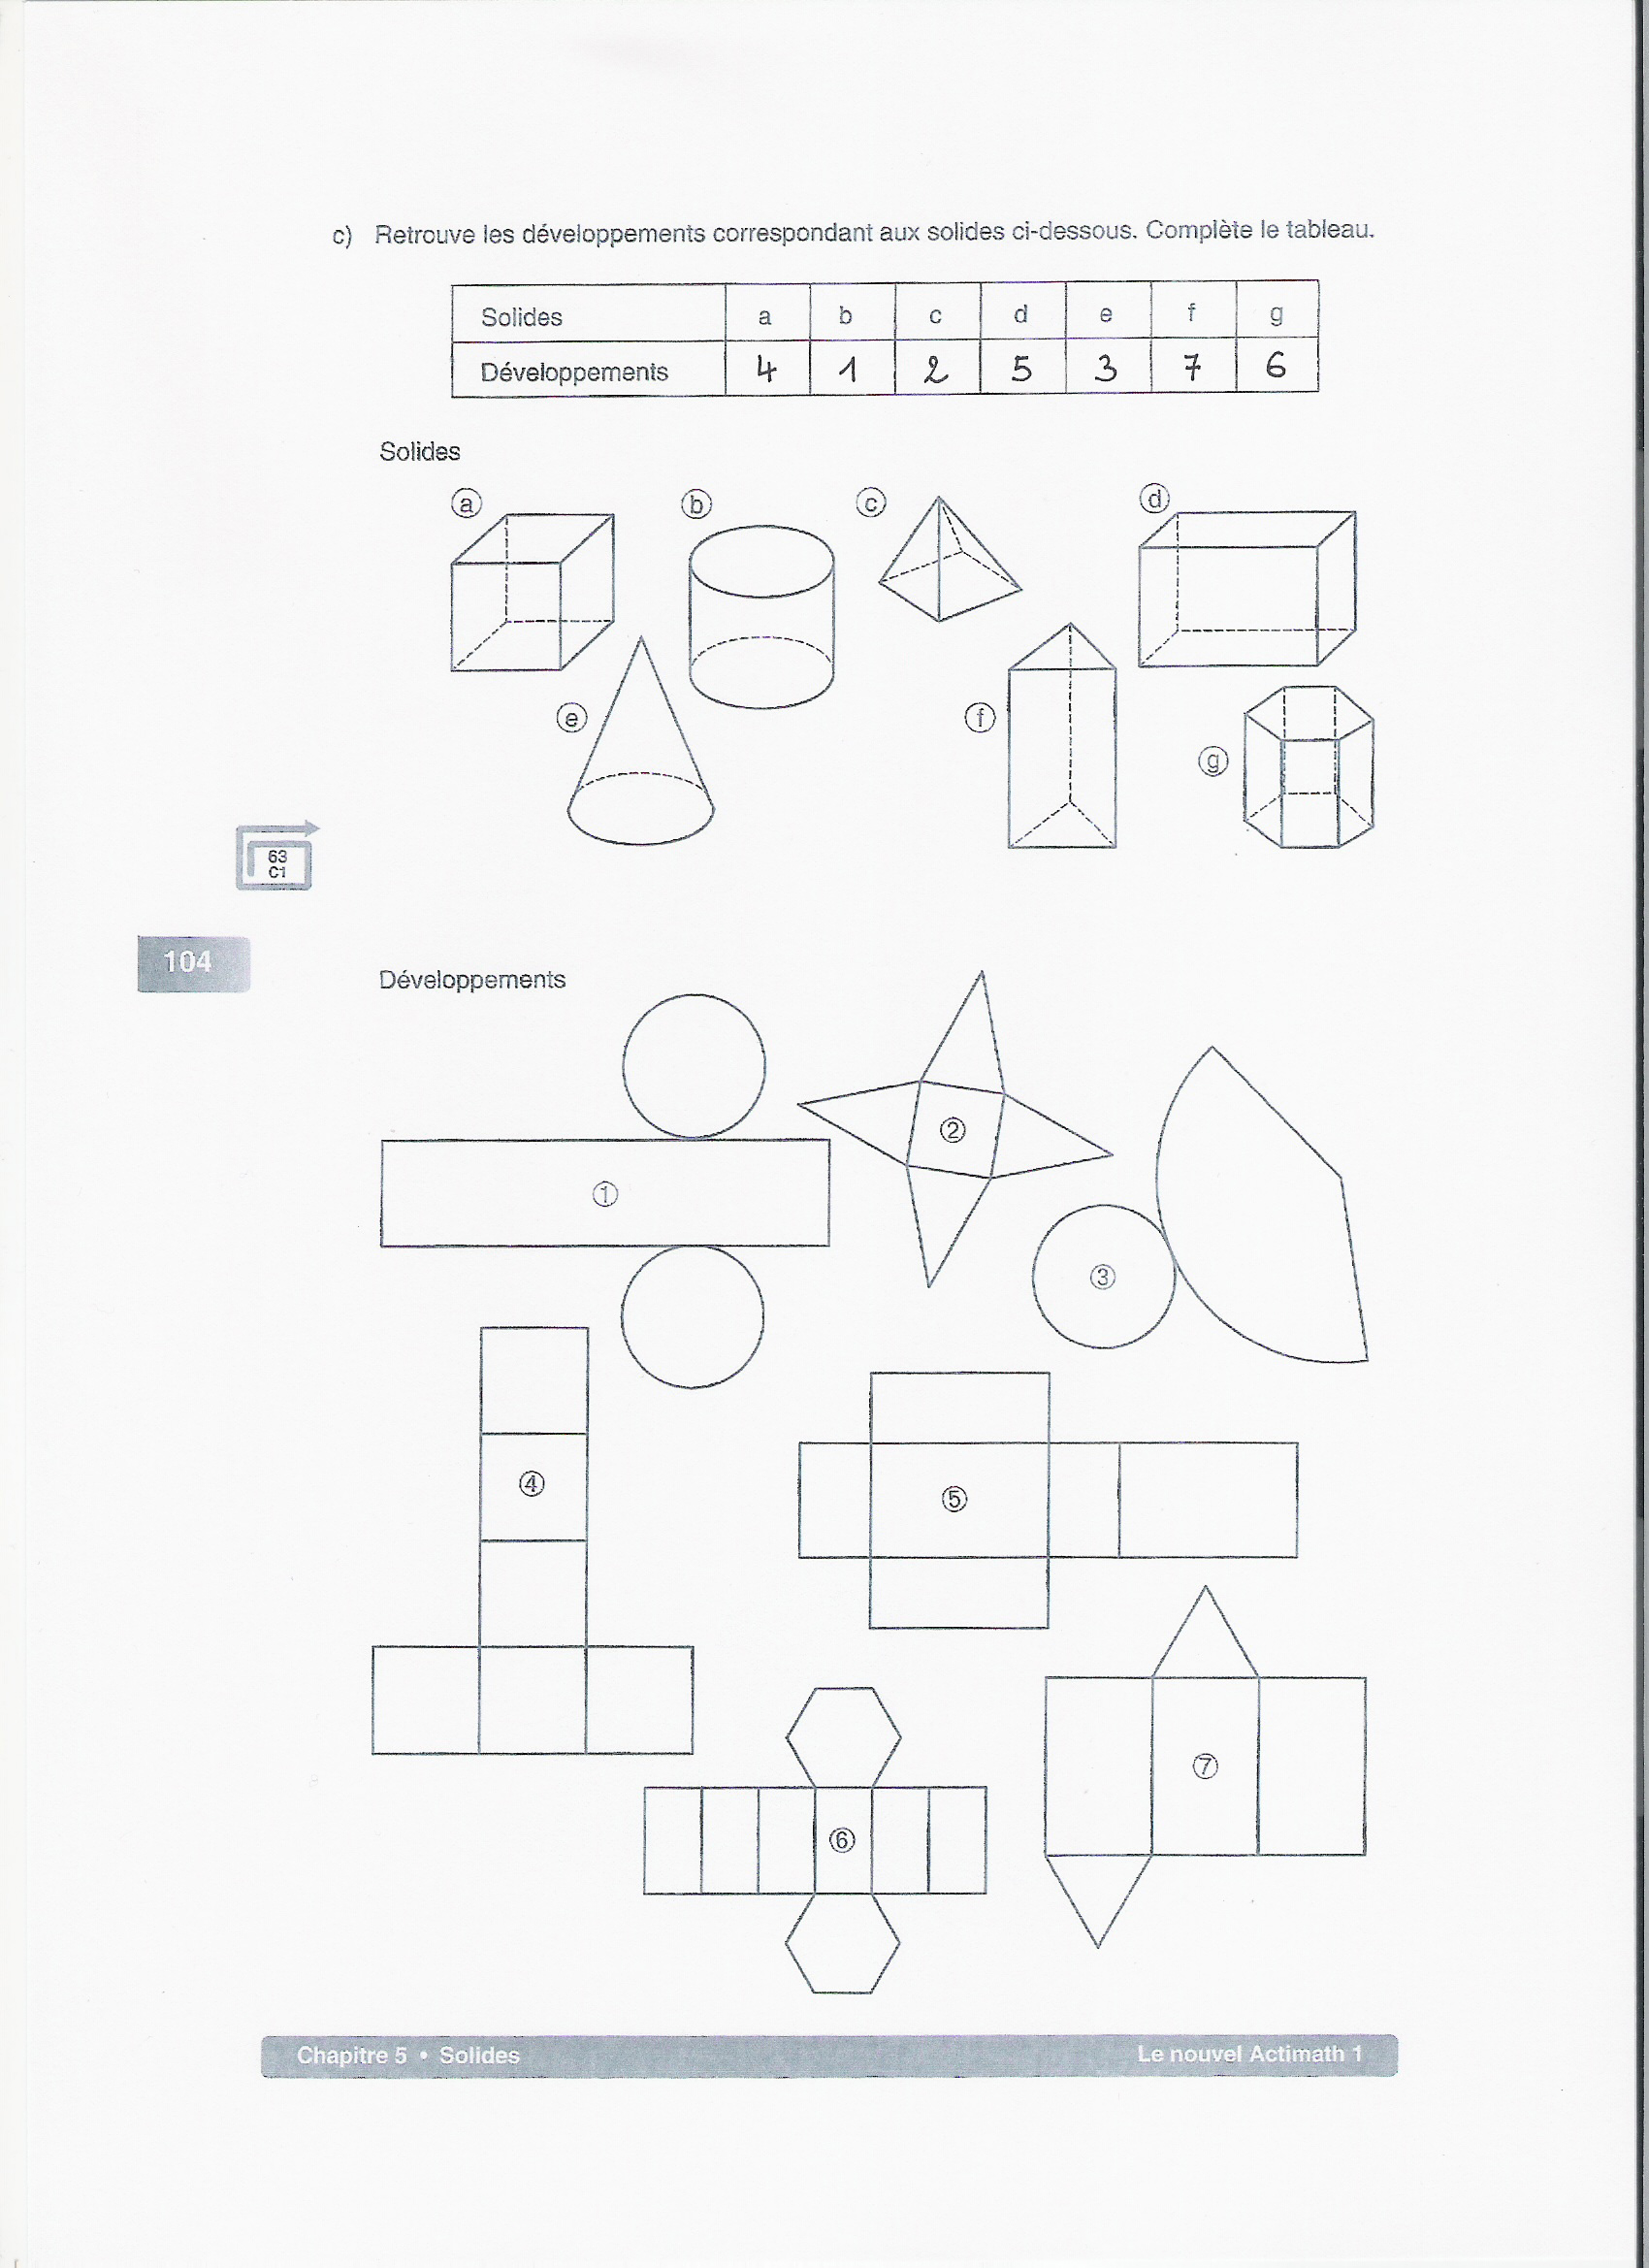 c) Retrouve les développements correspondant aux solides ci-dessous. Complète le tableau.
Solides a b c d e f g
Développements 4 1 2 5 3 7 6
Solides
a b c d
e f g
63
C1
104
Développements
2
1
3
4
5
7
6
Chapitre 5 • Solides Le nouvel Actimath 1